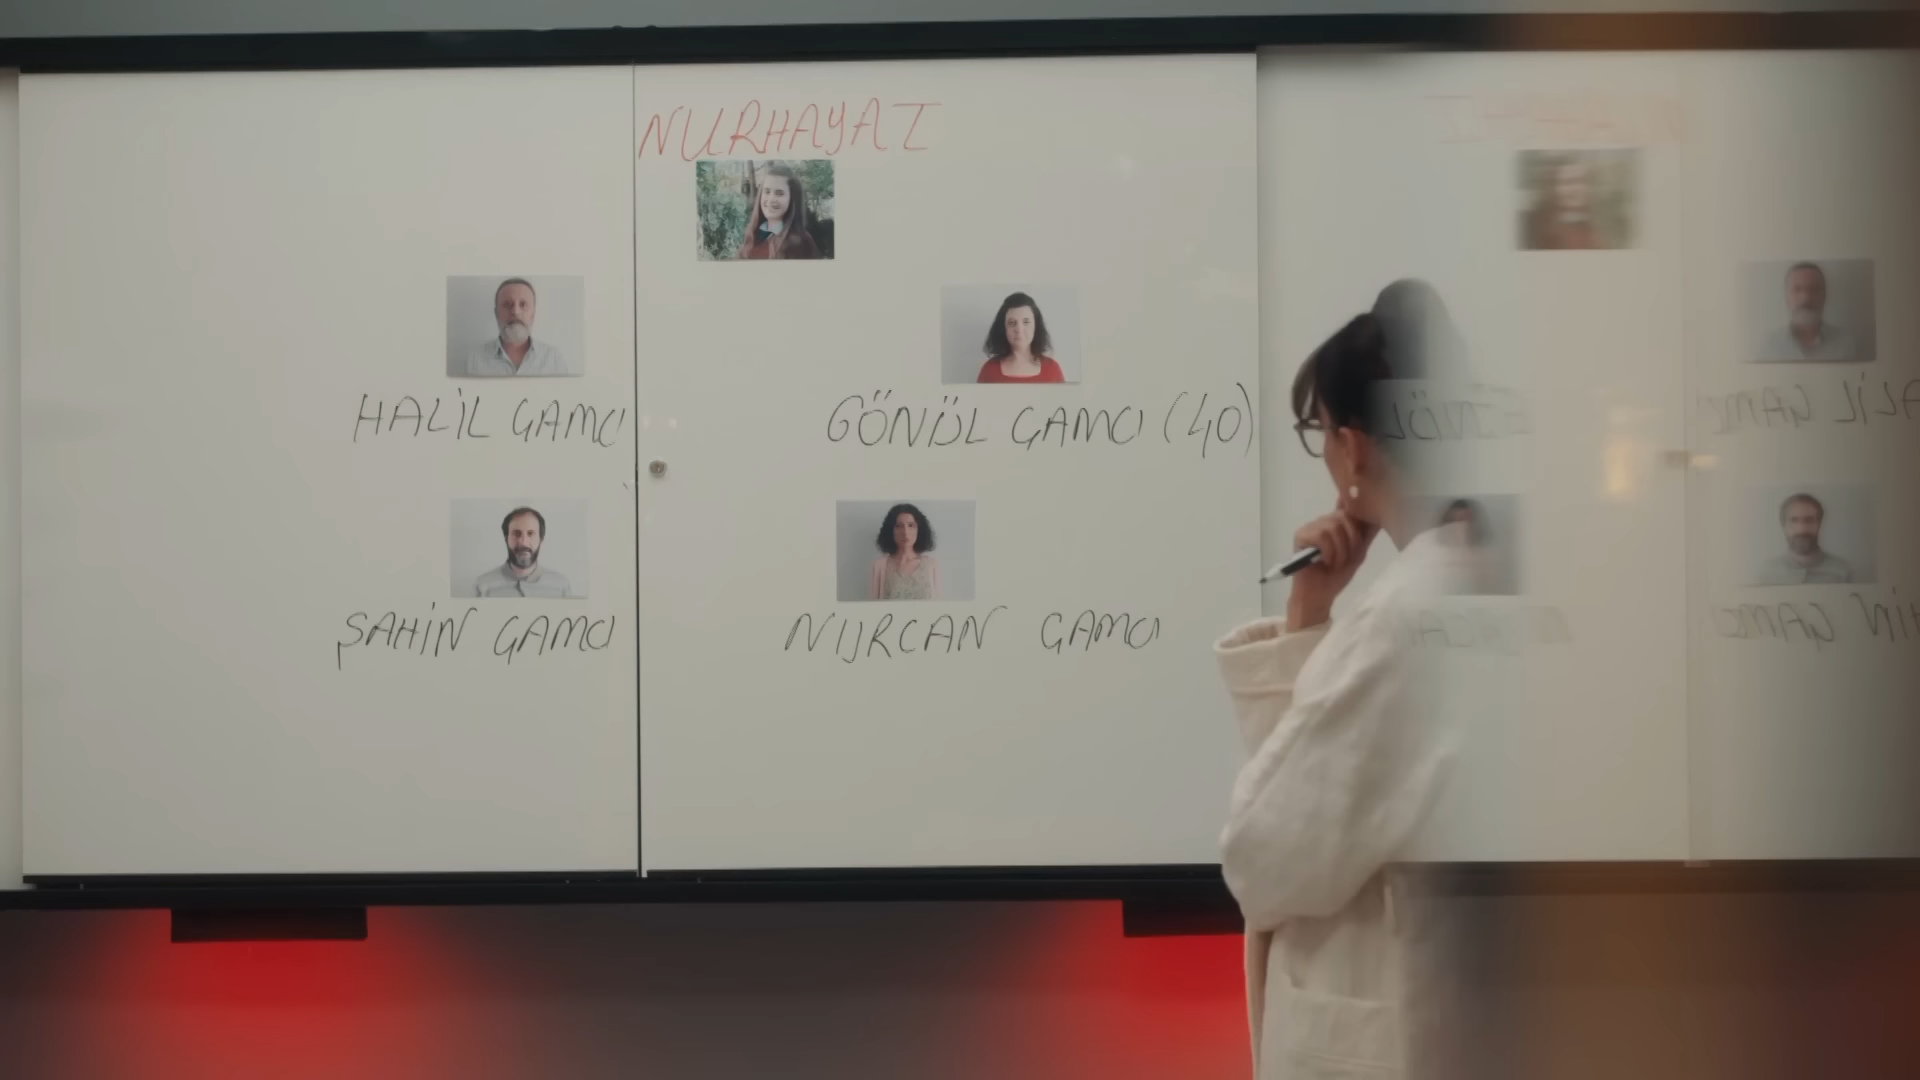 NURHAYAT
HALİL GAMCI
GÖNÜL GAMCI (40)
ŞAHİN GAMCI
NURCAN GAMCI